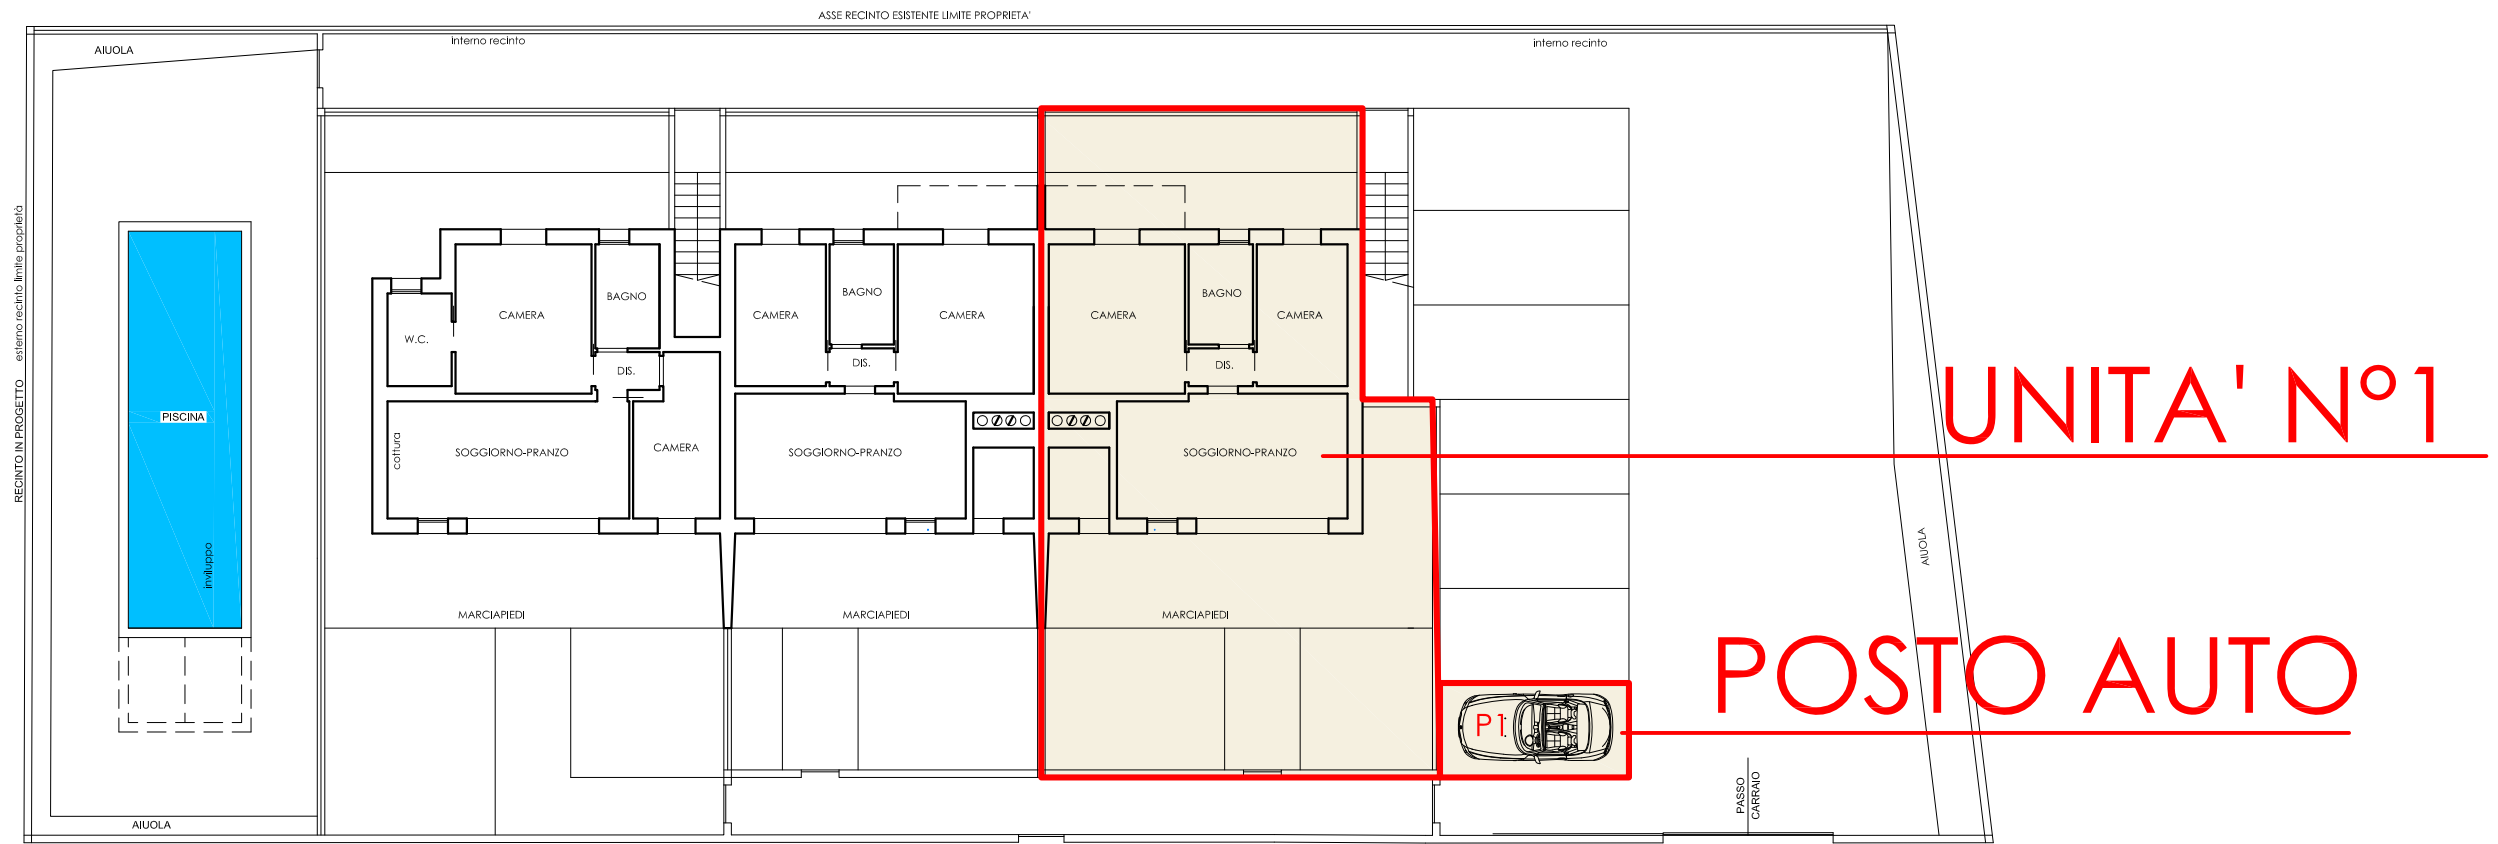 ASSE RECINTO ESISTENTE LIMITE PROPRIETA'
interno recinto
interno recinto
AIUOLA
RECINTO IN PROGETTO esterno recinto limite proprietà
PISCINA
inviluppo
AIUOLA
W.C.
CAMERA
BAGNO
DIS.
cottura
SOGGIORNO-PRANZO
CAMERA
MARCIAPIEDI
CAMERA
BAGNO
CAMERA
DIS.
SOGGIORNO-PRANZO
MARCIAPIEDI
CAMERA
BAGNO
CAMERA
DIS.
SOGGIORNO-PRANZO
MARCIAPIEDI
UNITA' N°1
AIUOLA
POSTO AUTO
P1
PASSO
CARRAIO